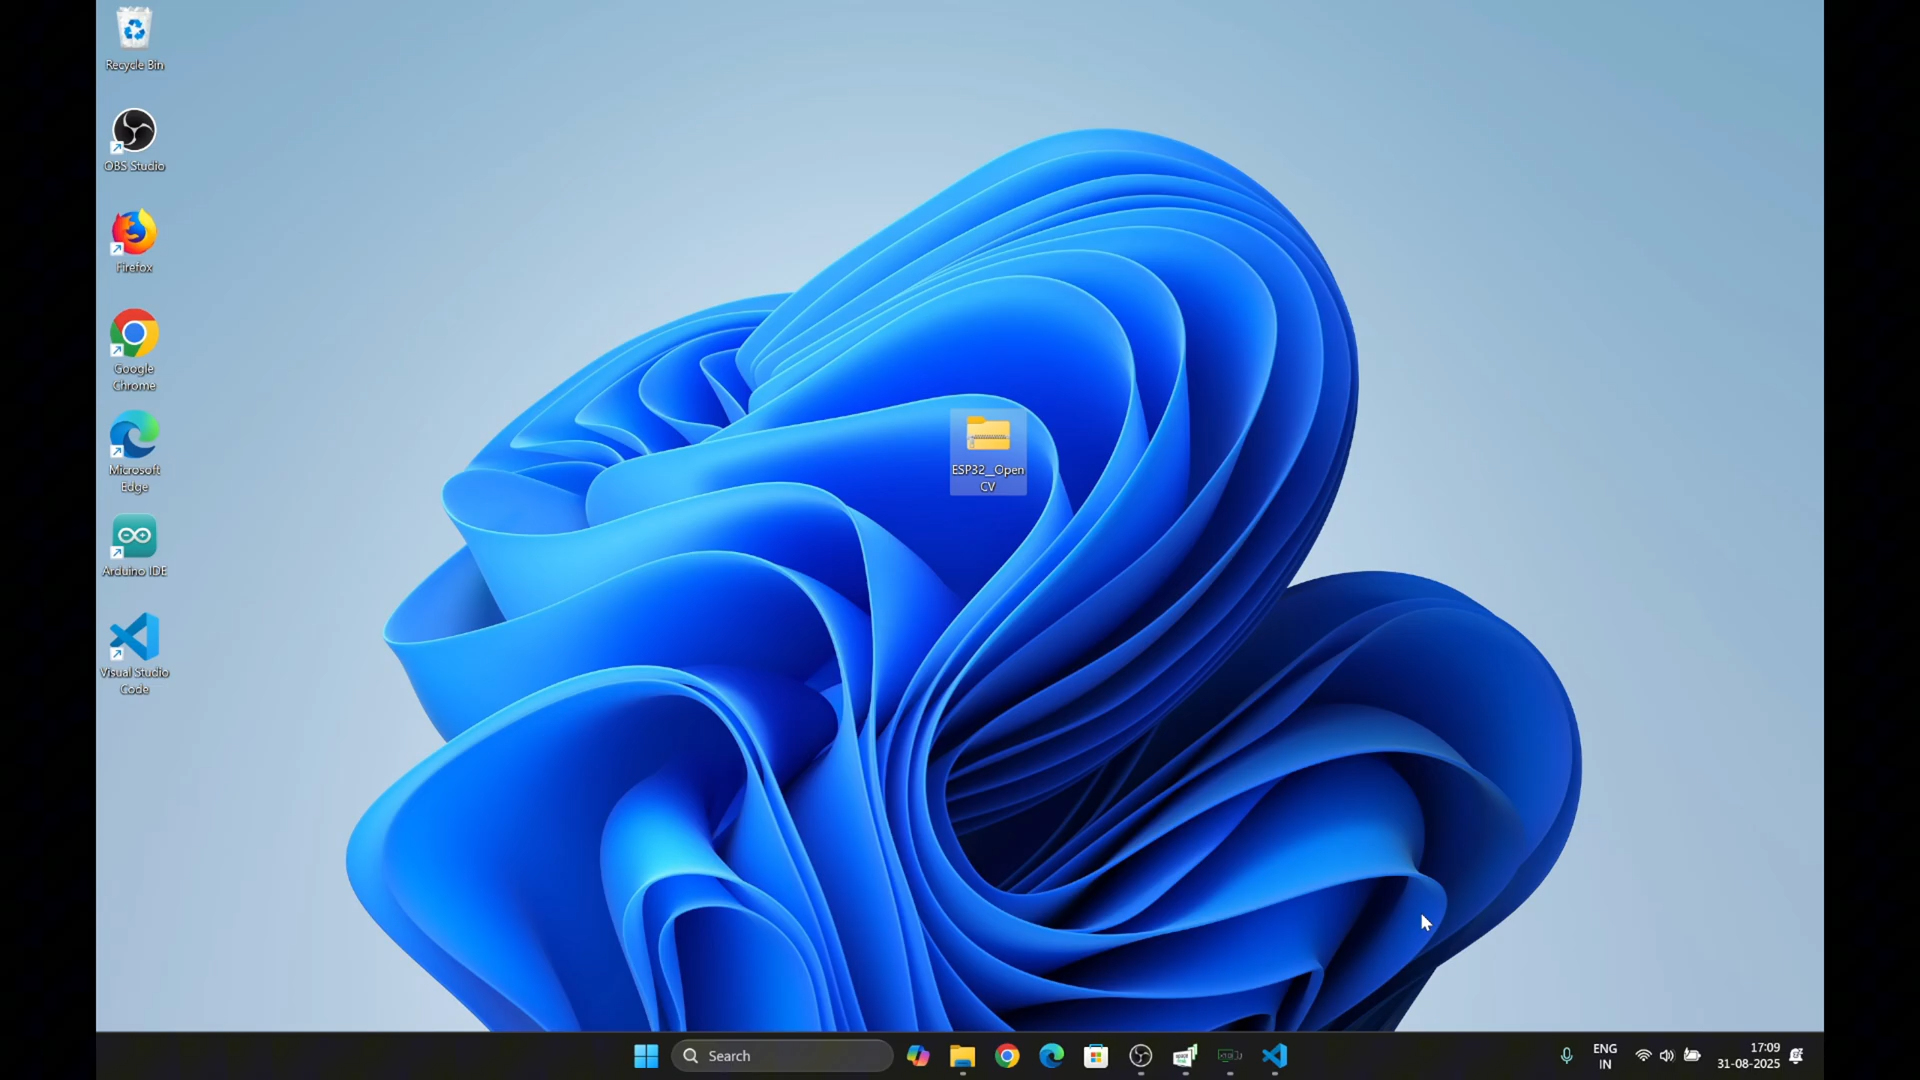 Recycle Bin
OBS Studio
Firefox
Google
Chrome
Microsoft
Edge
Arduino IDE
Visual Studio
Code
ESP32__Open
CV
Search
ENG
IN
17:09
31-08-2025